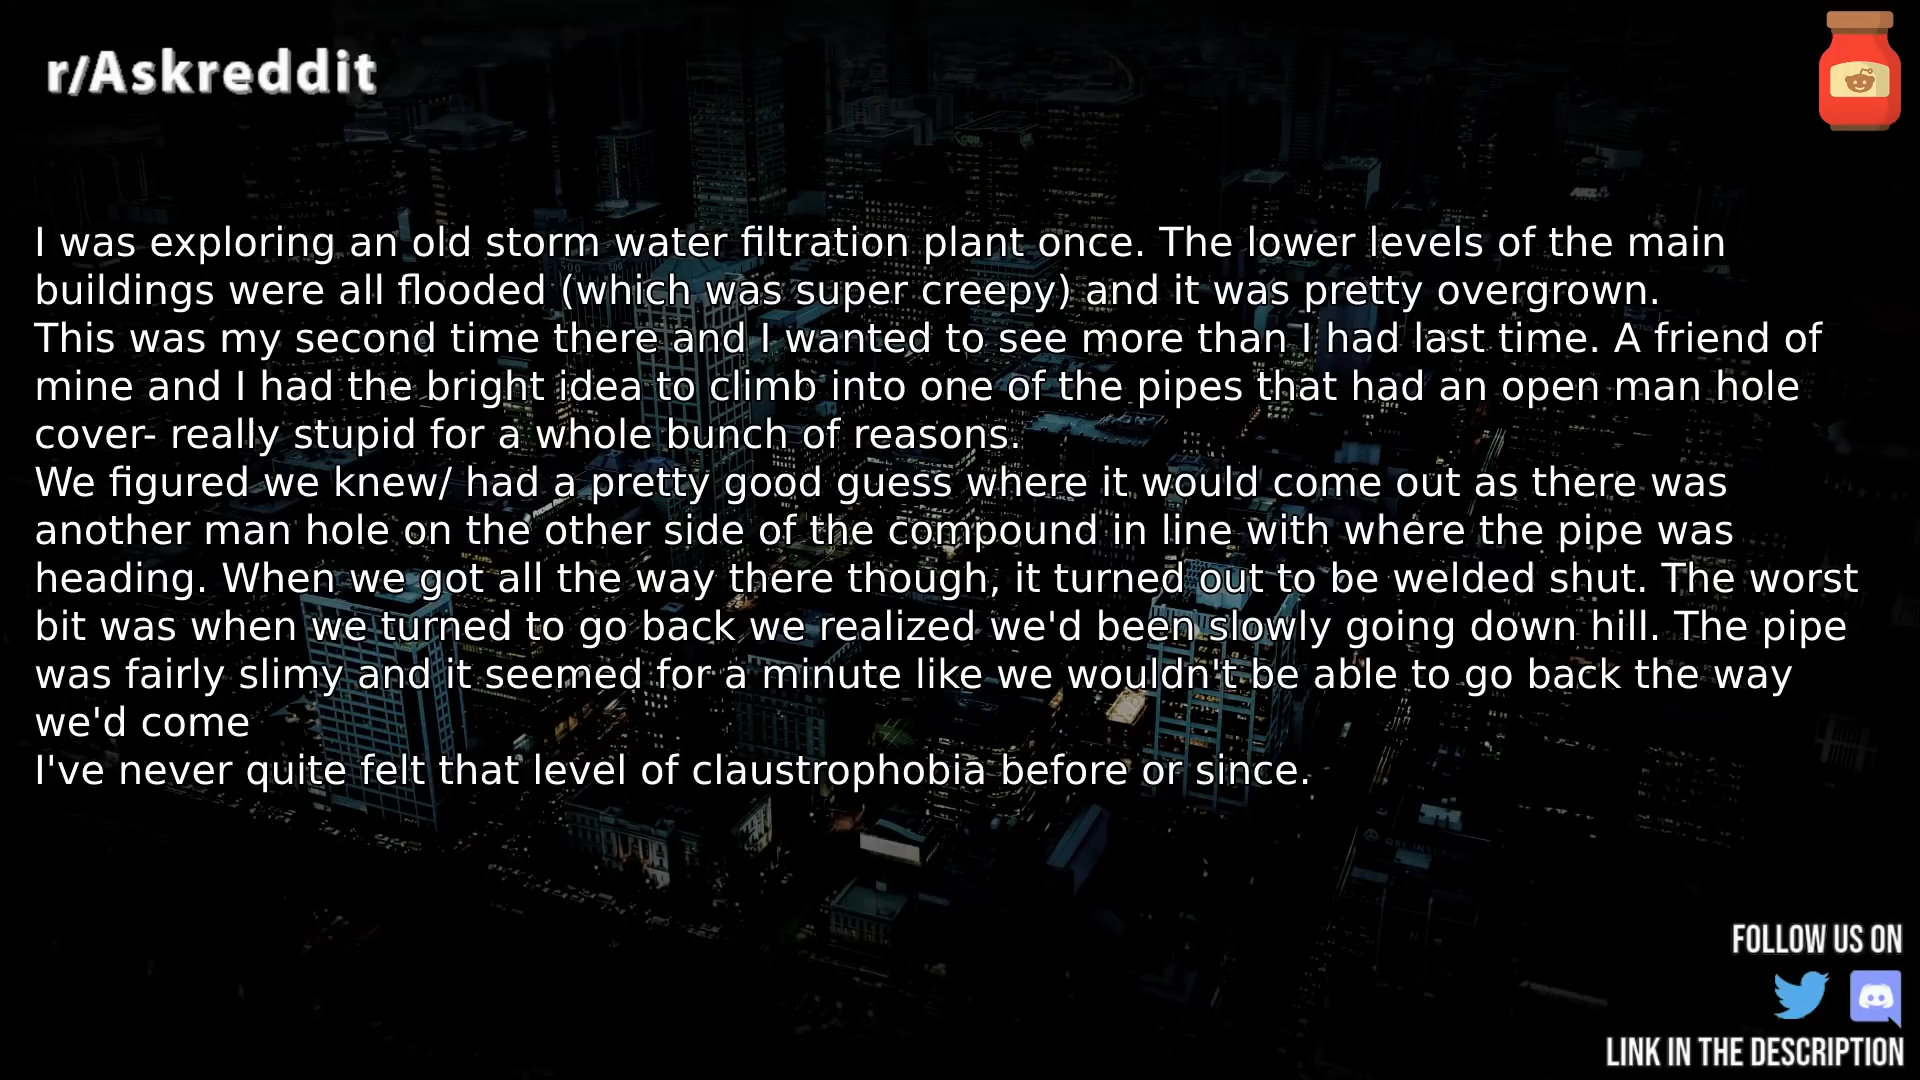 r/Askreddit
I was exploring an old storm water filtration plant once. The lower levels of the main
buildings were all flooded (which was super creepy) and it was pretty overgrown.
This was my second time there and I wanted to see more than I had last time. A friend of
mine and I had the bright idea to climb into one of the pipes that had an open man hole
cover- really stupid for a whole bunch of reasons.
We figured we knew/ had a pretty good guess where it would come out as there was
another man hole on the other side of the compound in line with where the pipe was
heading. When we got all the way there though, it turned out to be welded shut. The worst
bit was when we turned to go back we realized we'd been slowly going down hill. The pipe
was fairly slimy and it seemed for a minute like we wouldn't be able to go back the way
we'd come
I've never quite felt that level of claustrophobia before or since.
FOLLOW US ON
LINK IN THE DESCRIPTION